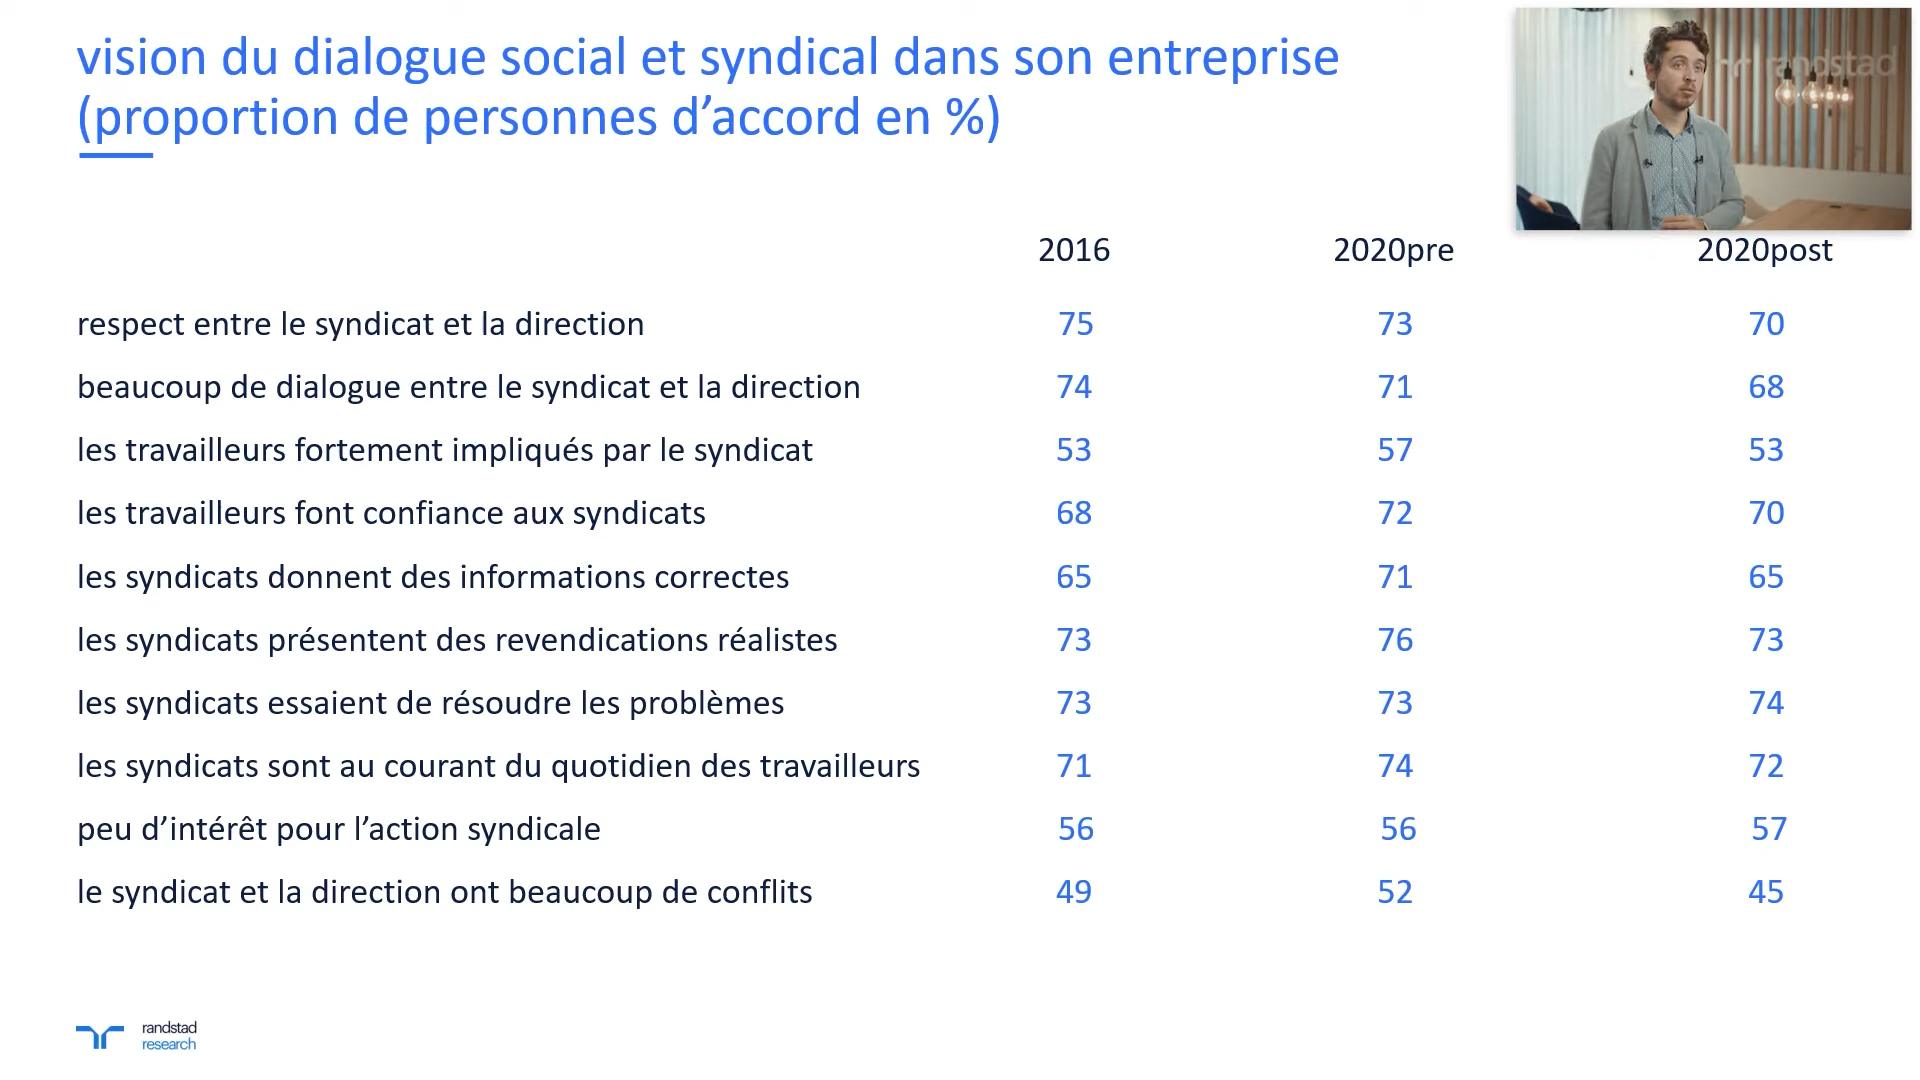 vision du dialogue social et syndical dans son entreprise
(proportion de personnes d’accord en %)
randstad
2016 2020pre 2020post
respect entre le syndicat et la direction 75 73 70
beaucoup de dialogue entre le syndicat et la direction 74 71 68
les travailleurs fortement impliqués par le syndicat 53 57 53
les travailleurs font confiance aux syndicats 68 72 70
les syndicats donnent des informations correctes 65 71 65
les syndicats présentent des revendications réalistes 73 76 73
les syndicats essaient de résoudre les problèmes 73 73 74
les syndicats sont au courant du quotidien des travailleurs 71 74 72
peu d’intérêt pour l’action syndicale 56 56 57
le syndicat et la direction ont beaucoup de conflits 49 52 45
randstad
research